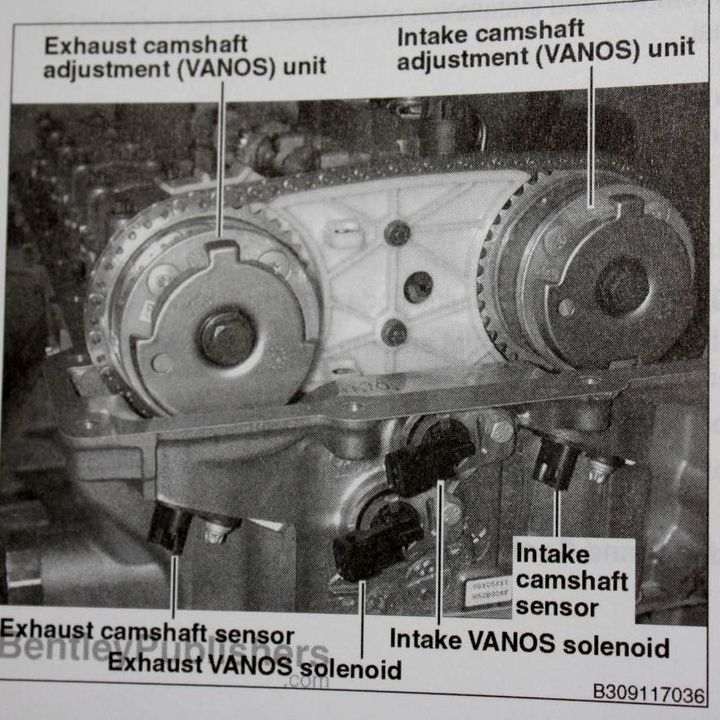 Exhaust camshaft
adjustment (VANOS) unit
Intake camshaft
adjustment (VANOS) unit
Intake
camshaft
sensor
Exhaust camshaft sensor
Intake VANOS solenoid
BentleyPublishers
.com
Exhaust VANOS solenoid
B309117036